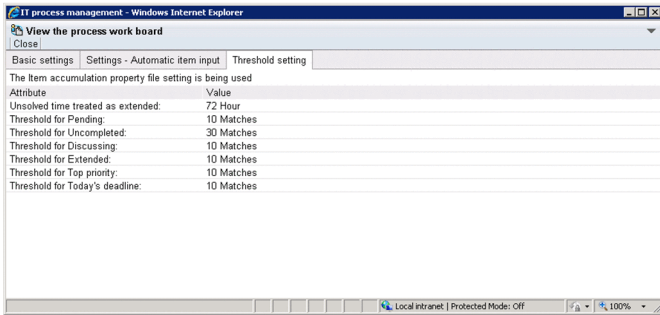 IT process management - Windows Internet Explorer
View the process work board
Close
Basic settings Settings - Automatic item input Threshold setting
The Item accumulation property file setting is being used
Attribute Value
Unsolved time treated as extended: 72 Hour
Threshold for Pending: 10 Matches
Threshold for Uncompleted: 30 Matches
Threshold for Discussing: 10 Matches
Threshold for Extended: 10 Matches
Threshold for Top priority: 10 Matches
Threshold for Today's deadline: 10 Matches
Local intranet | Protected Mode: Off 100%